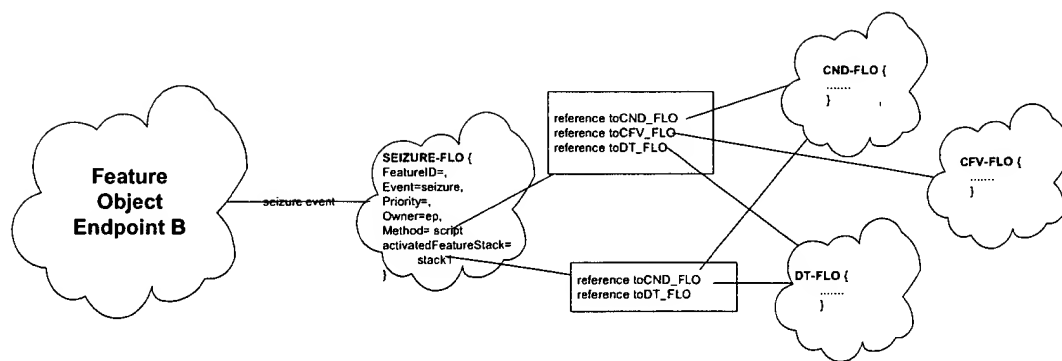 Feature
Object
Endpoint B
seizure event
SEIZURE-FLO {
FeatureID=,
Event=seizure,
Priority=,
Owner=ep,
Method= script
activatedFeatureStack=
stack1
}
reference toCND_FLO
reference toCFV_FLO
reference toDT_FLO
reference toCND_FLO
reference toDT_FLO
CND-FLO {
.......
}
CFV-FLO {
.......
}
DT-FLO {
......
}